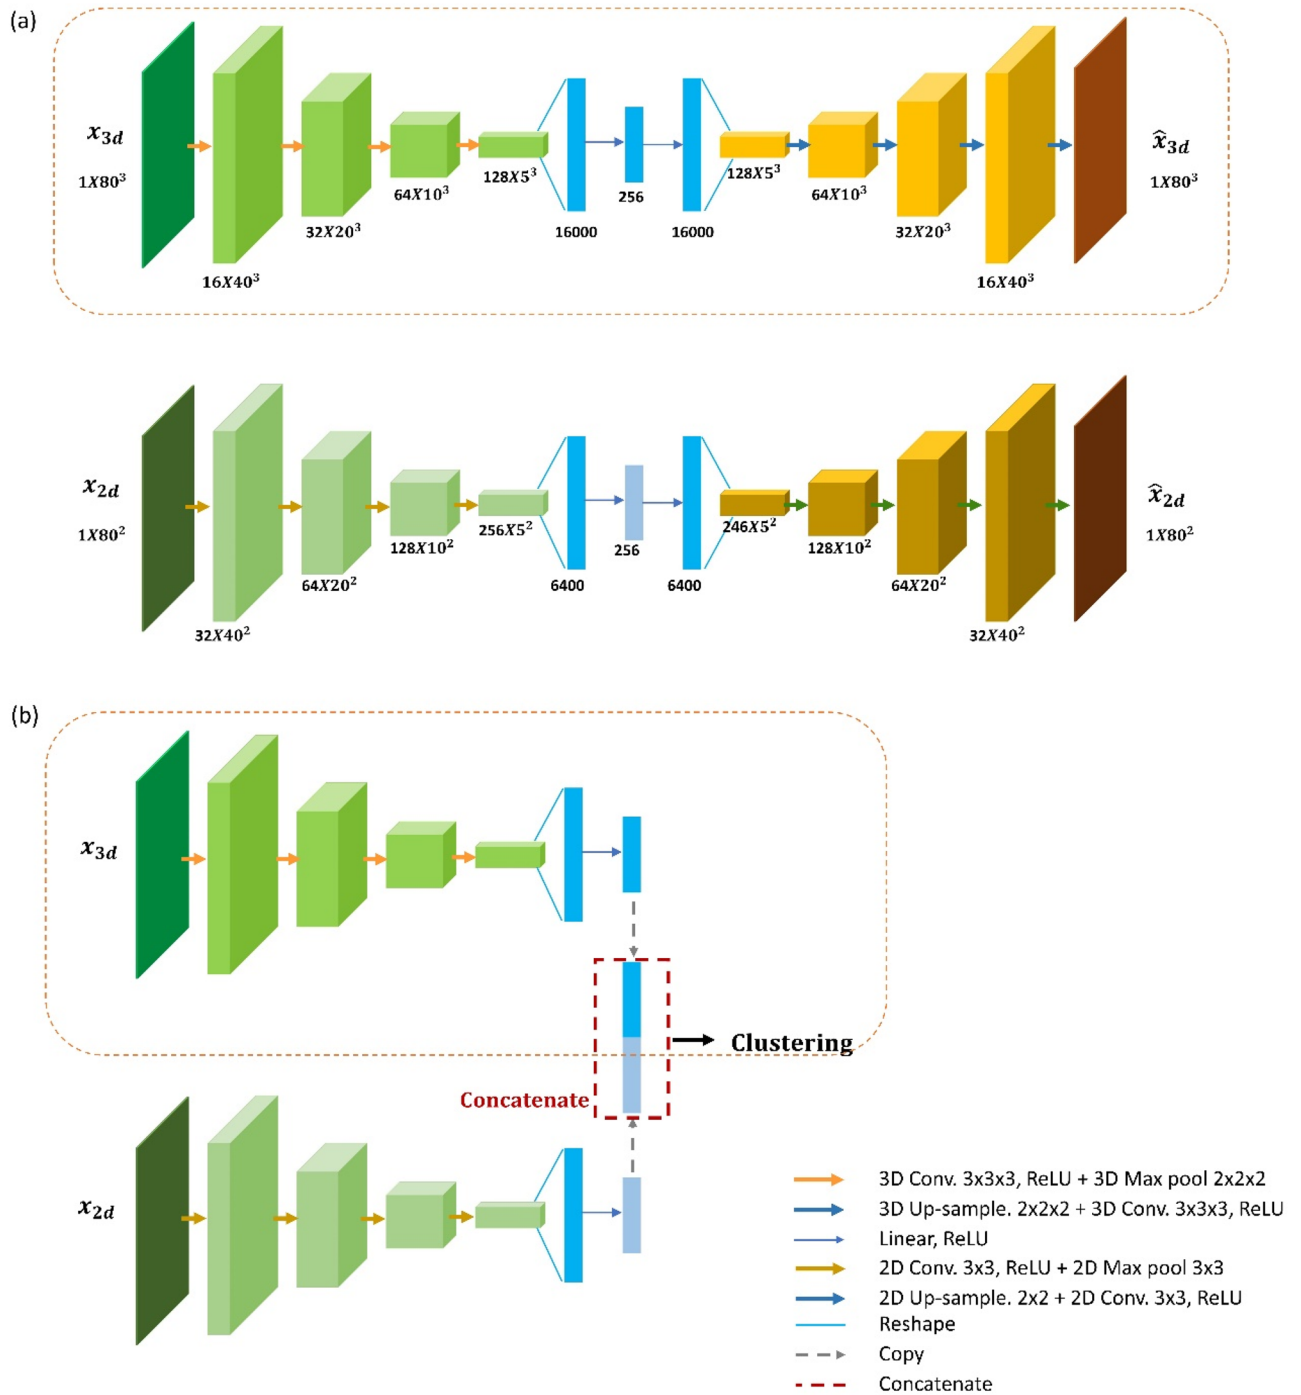 (a)
x3d
1X80³
16X40³
32X20³
64X10³
128X5³
16000
256
16000
128X5³
64X10³
32X20³
16X40³
x̂3d
1X80³
x2d
1X80²
32X40²
64X20²
128X10²
256X5²
6400
256
6400
246X5²
128X10²
64X20²
32X40²
x̂2d
1X80²
(b)
x3d
Clustering
Concatenate
x2d
3D Conv. 3x3x3, ReLU + 3D Max pool 2x2x2
3D Up-sample. 2x2x2 + 3D Conv. 3x3x3, ReLU
Linear, ReLU
2D Conv. 3x3, ReLU + 2D Max pool 3x3
2D Up-sample. 2x2 + 2D Conv. 3x3, ReLU
Reshape
Copy
Concatenate